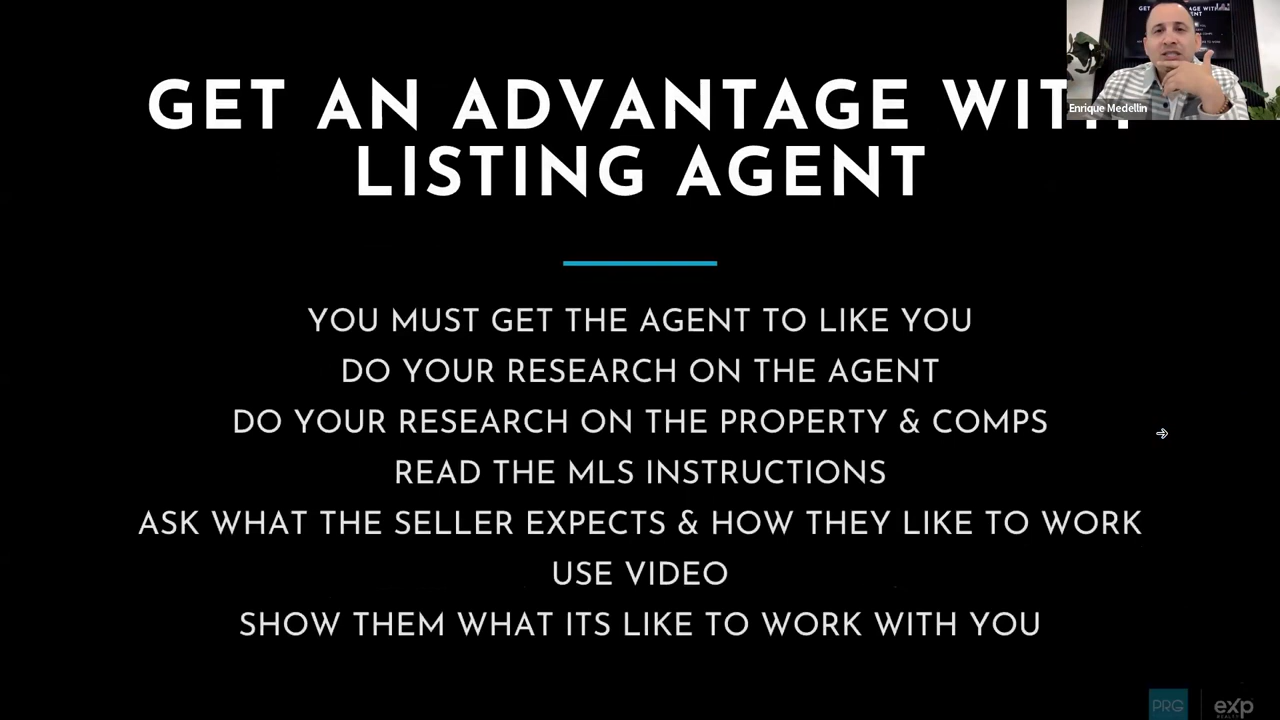 GET AN ADVANTAGE WITH
LISTING AGENT
Enrique Medellin
YOU MUST GET THE AGENT TO LIKE YOU
DO YOUR RESEARCH ON THE AGENT
DO YOUR RESEARCH ON THE PROPERTY & COMPS
READ THE MLS INSTRUCTIONS
ASK WHAT THE SELLER EXPECTS & HOW THEY LIKE TO WORK
USE VIDEO
SHOW THEM WHAT ITS LIKE TO WORK WITH YOU
PRG exp
REALTY